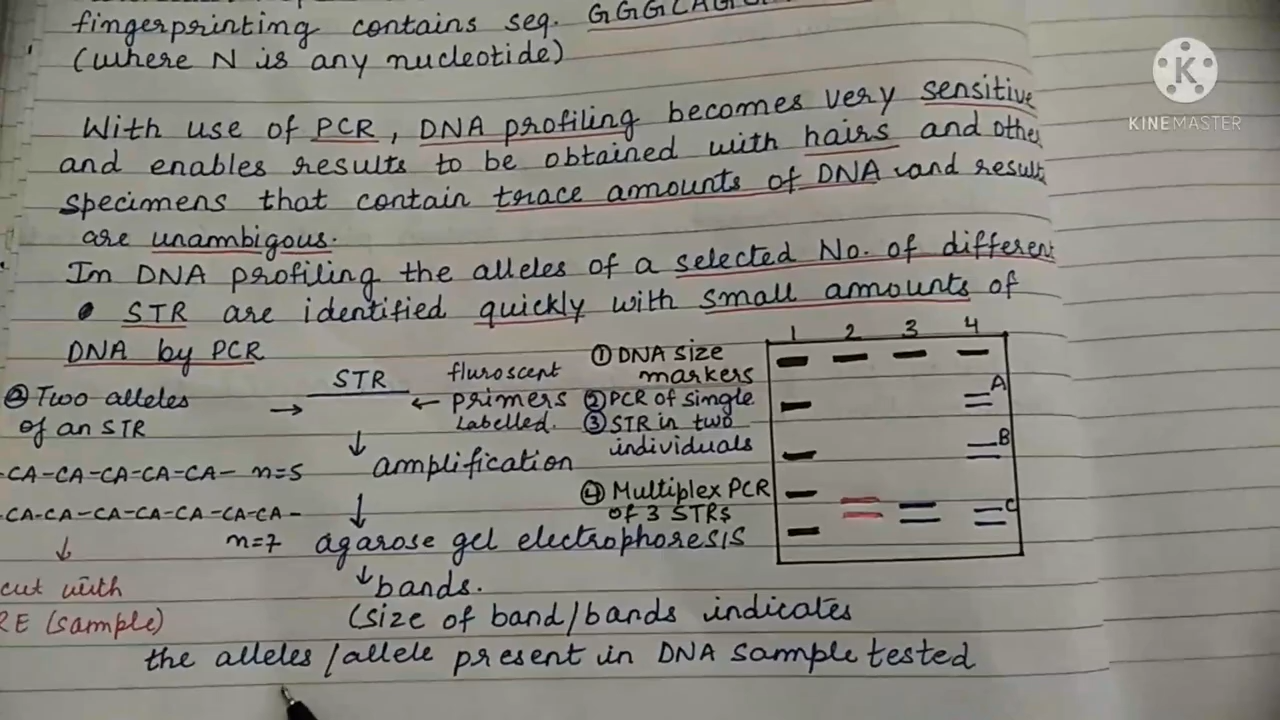 fingerprinting contains seq. GGGCAG
(where N is any nucleotide)
KINEMASTER
With use of PCR, DNA profiling becomes very sensitive
and enables results to be obtained with hairs and othe
specimens that contain trace amounts of DNA and result
are unambigous.
In DNA profiling the alleles of a selected No. of different
STR are identified quickly with small amounts of
DNA by PCR
② Two alleles
of an STR
-CA-CA-CA-CA-CA- n=5
-CA-CA-CA-CA-CA-CA-CA-
n=7
cut with
RE (sample)
STR
fluroscent
primers
labelled.
amplification
agarose gel electrophoresis
bands.
(size of band/bands indicates
the alleles/allele present in DNA sample tested
① DNA size
markers
② PCR of single
③ STR in two
individuals
④ Multiplex PCR
of 3 STRs
1 2 3 4
A
B
C